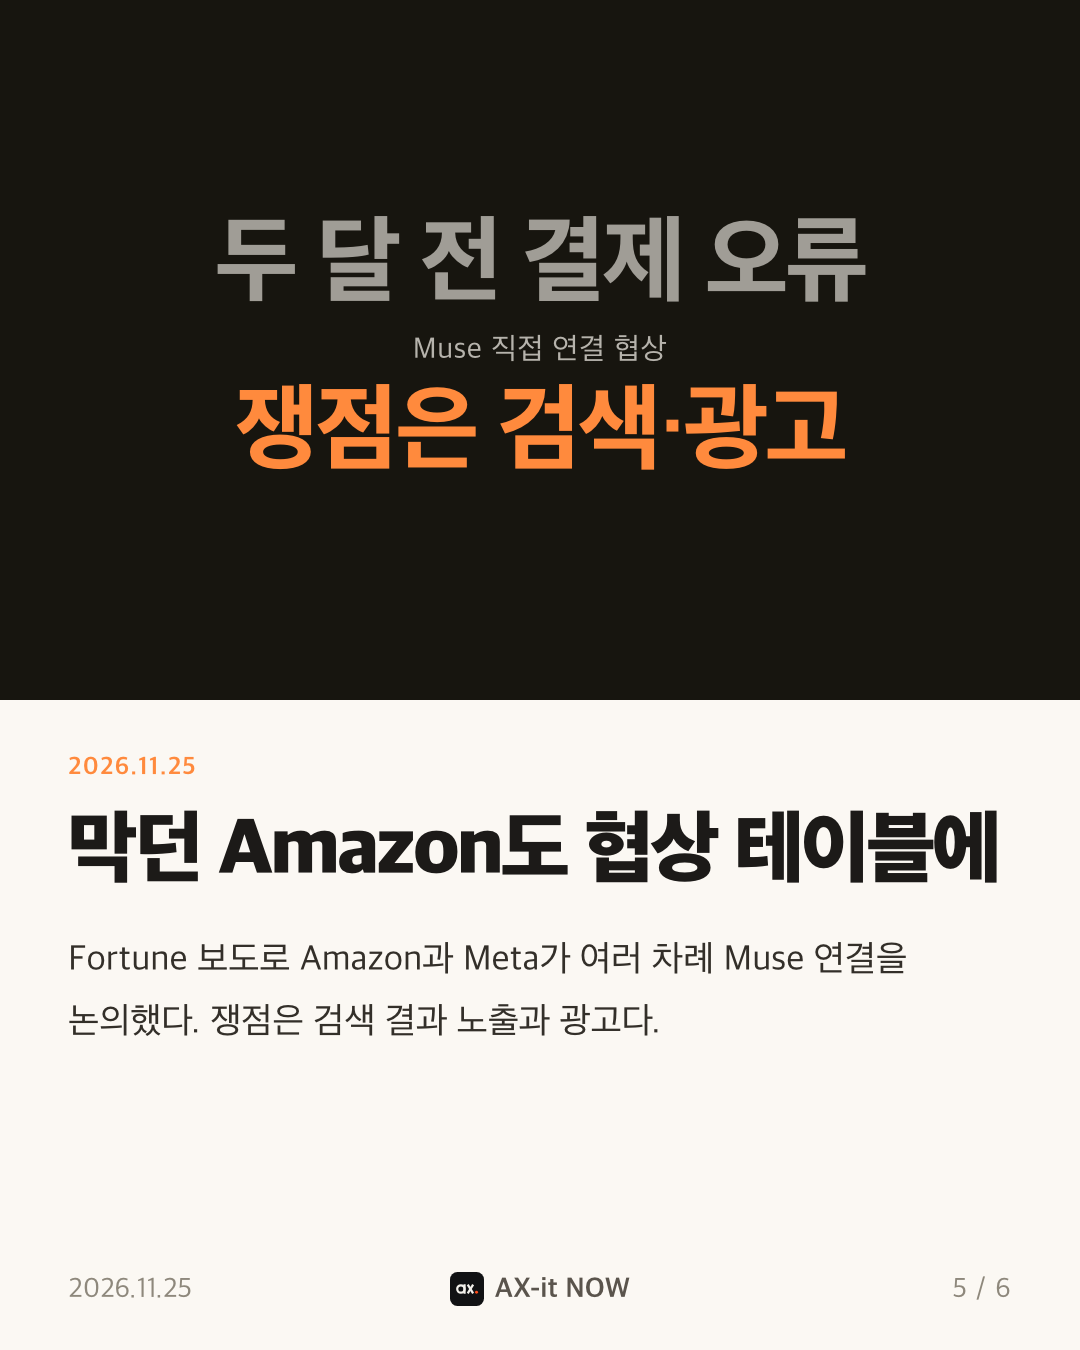 두 달 전 결제 오류
Muse 직접 연결 협상
쟁점은 검색·광고
2026.11.25
막던 Amazon도 협상 테이블에
Fortune 보도로 Amazon과 Meta가 여러 차례 Muse 연결을
논의했다. 쟁점은 검색 결과 노출과 광고다.
2026.11.25
ax.
AX-it NOW
5 / 6